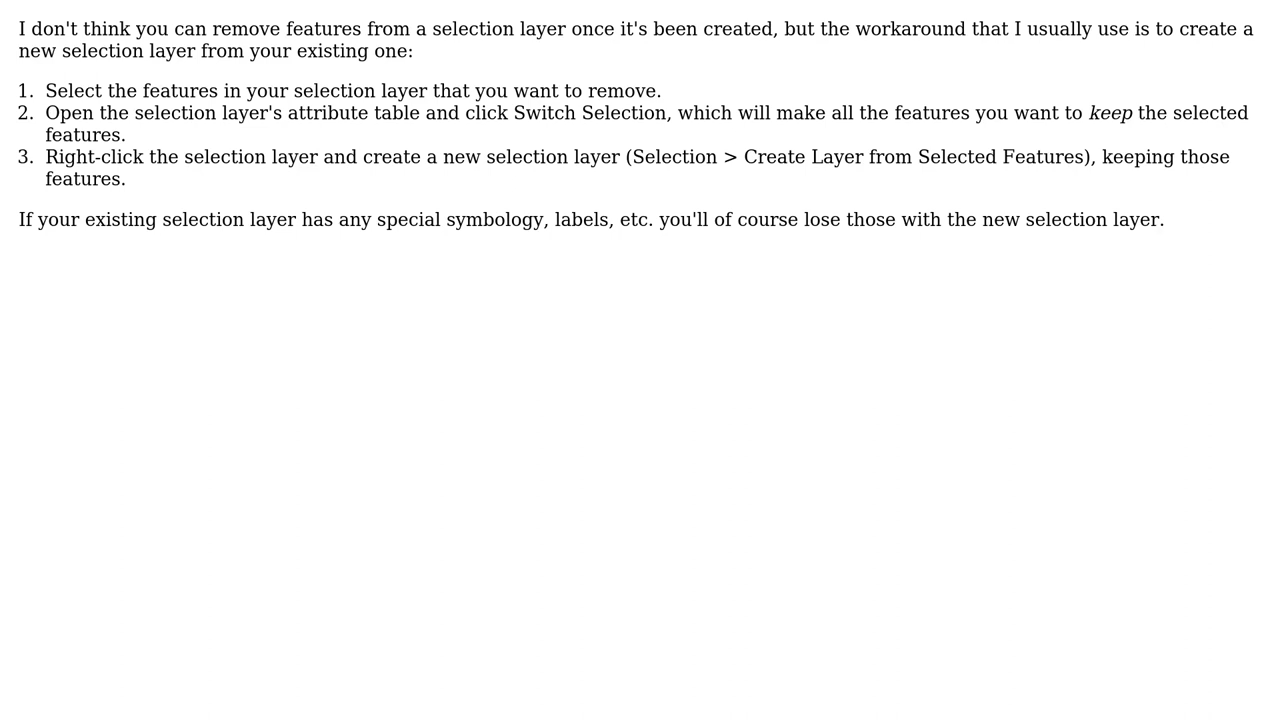 I don't think you can remove features from a selection layer once it's been created, but the workaround that I usually use is to create a
new selection layer from your existing one:
1. Select the features in your selection layer that you want to remove.
2. Open the selection layer's attribute table and click Switch Selection, which will make all the features you want to keep the selected
features.
3. Right-click the selection layer and create a new selection layer (Selection > Create Layer from Selected Features), keeping those
features.
If your existing selection layer has any special symbology, labels, etc. you'll of course lose those with the new selection layer.